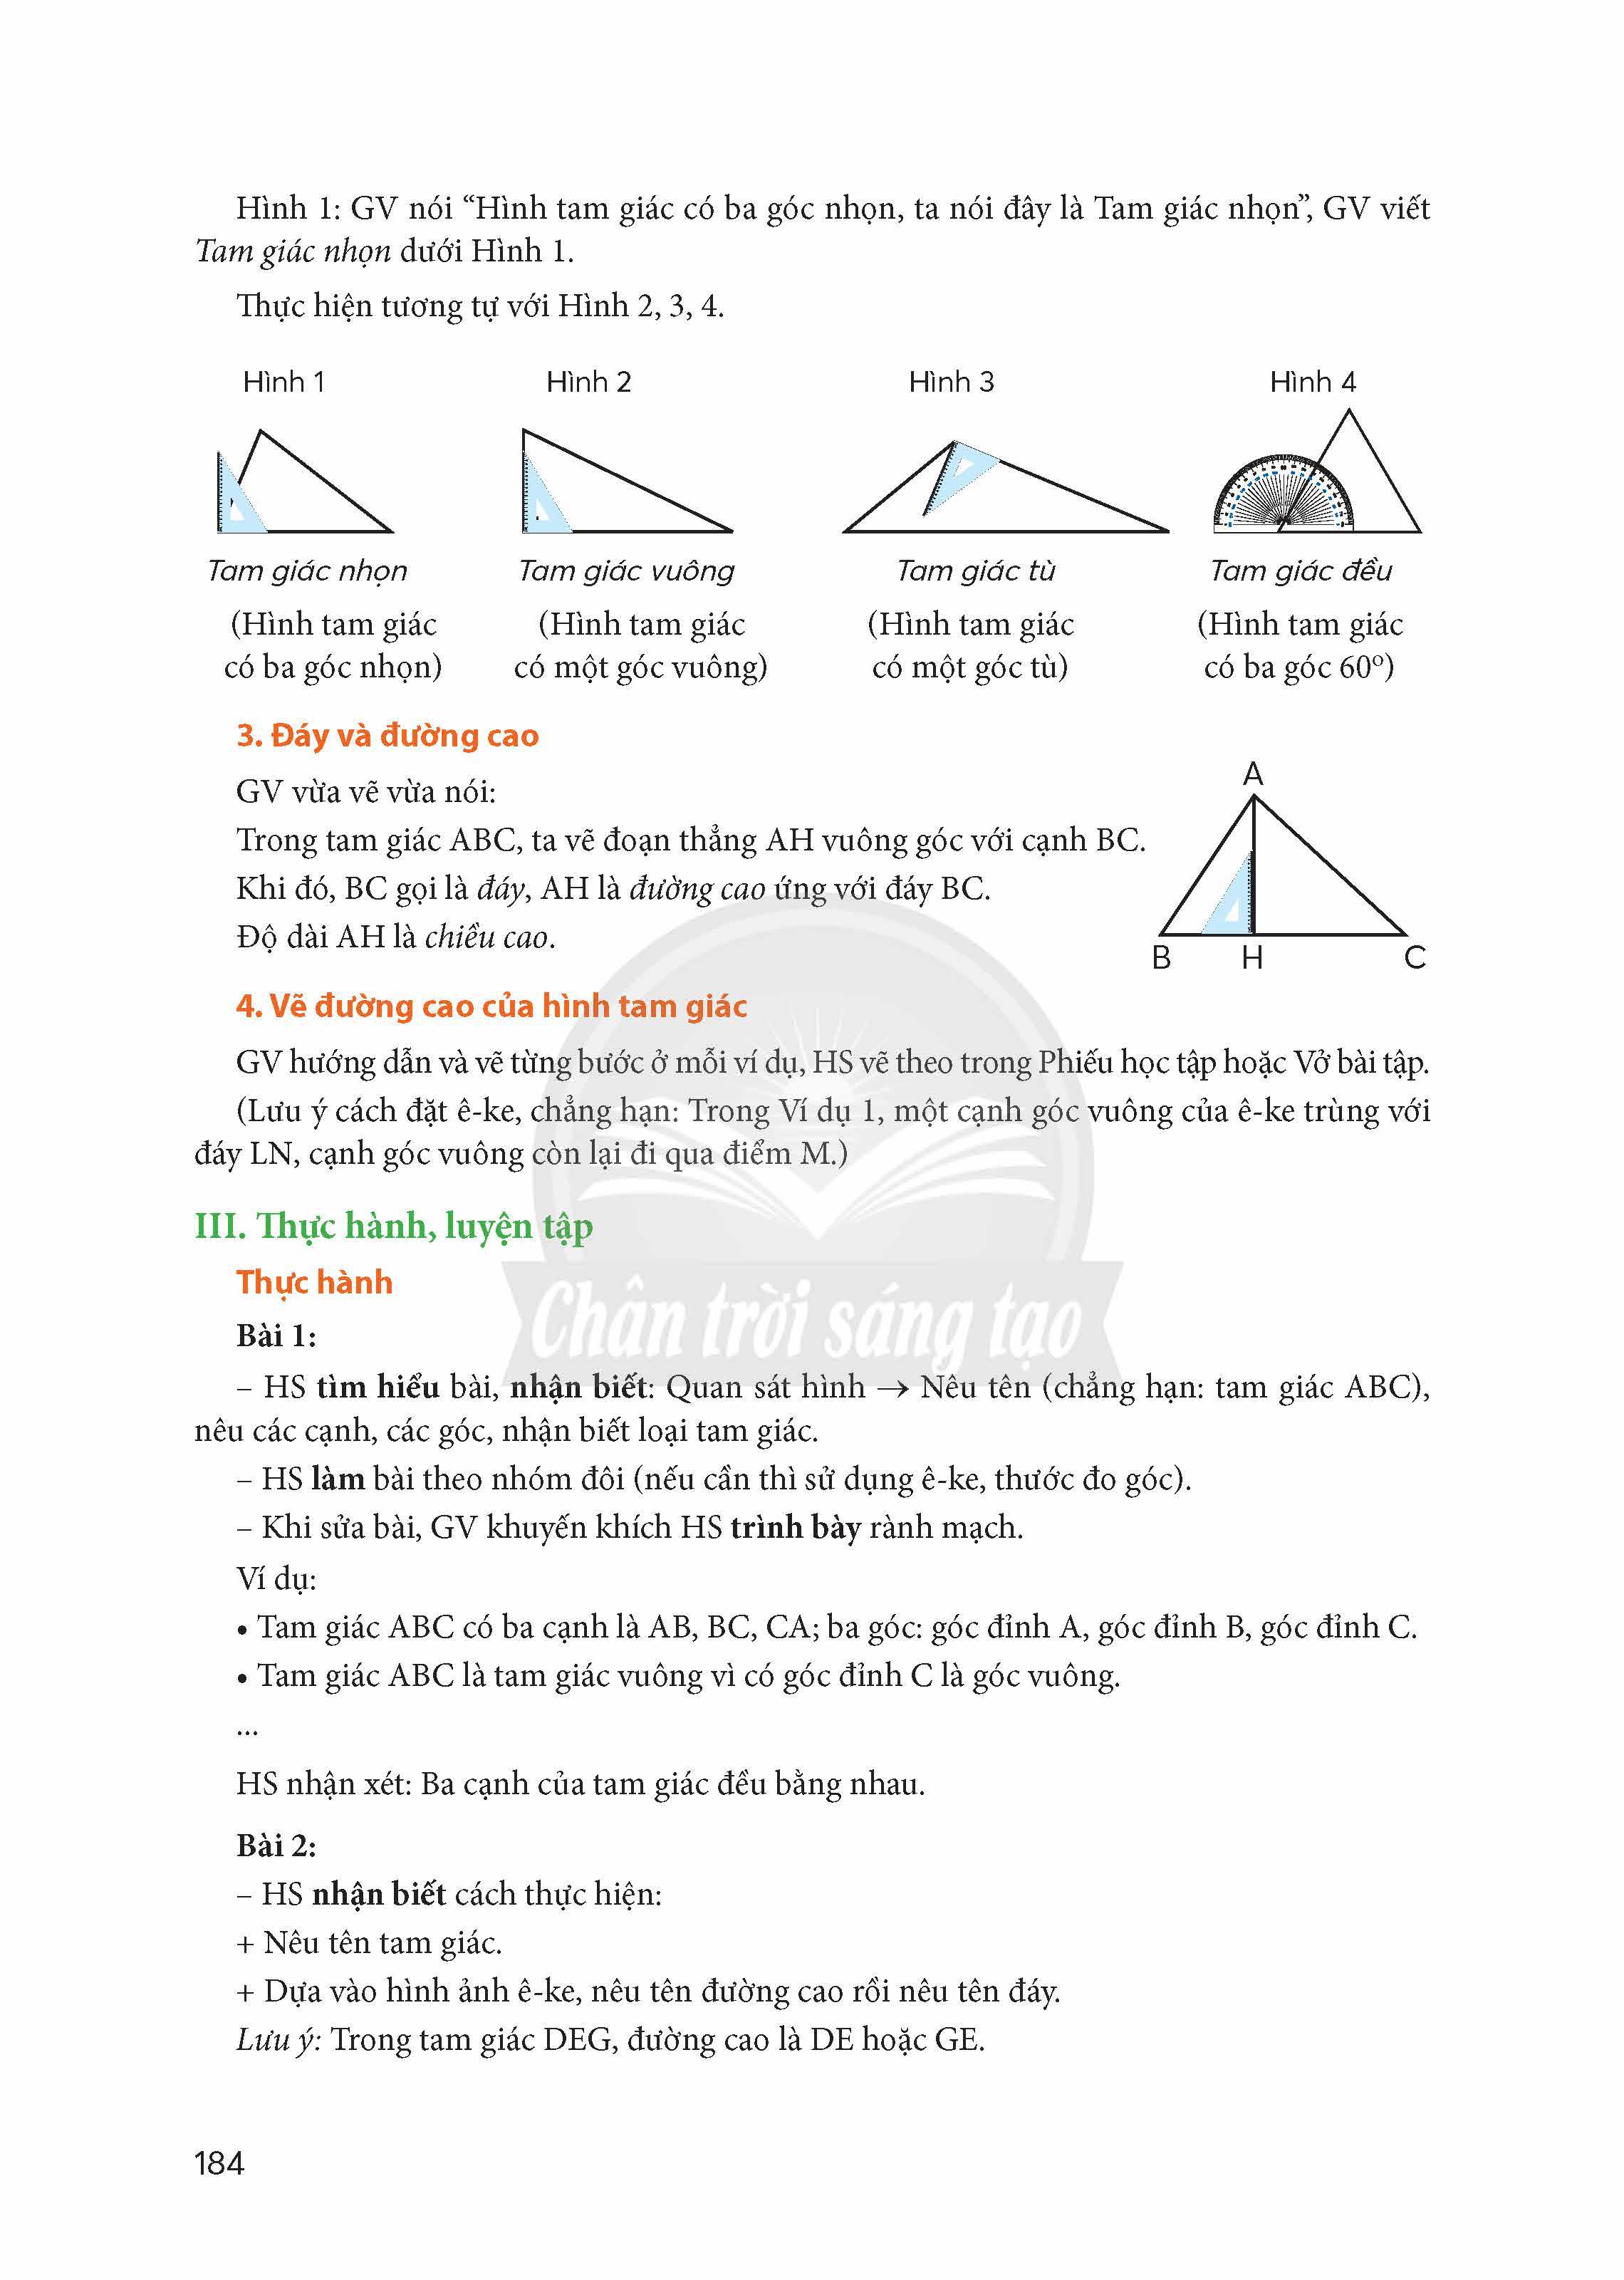 Hình 1: GV nói “Hình tam giác có ba góc nhọn, ta nói đây là Tam giác nhọn”, GV viết
Tam giác nhọn dưới Hình 1.
Thực hiện tương tự với Hình 2, 3, 4.
Hình 1 Hình 2 Hình 3 Hình 4
Tam giác nhọn Tam giác vuông Tam giác tù Tam giác đều
(Hình tam giác (Hình tam giác (Hình tam giác (Hình tam giác
có ba góc nhọn) có một góc vuông) có một góc tù) có ba góc 60º)
3. Đáy và đường cao
GV vừa vẽ vừa nói:
Trong tam giác ABC, ta vẽ đoạn thẳng AH vuông góc với cạnh BC.
Khi đó, BC gọi là đáy, AH là đường cao ứng với đáy BC.
Độ dài AH là chiều cao.
A
B H C
4. Vẽ đường cao của hình tam giác
GV hướng dẫn và vẽ từng bước ở mỗi ví dụ, HS vẽ theo trong Phiếu học tập hoặc Vở bài tập.
(Lưu ý cách đặt ê-ke, chẳng hạn: Trong Ví dụ 1, một cạnh góc vuông của ê-ke trùng với
đáy LN, cạnh góc vuông còn lại đi qua điểm M.)
III. Thực hành, luyện tập
Thực hành
Chân trời sáng tạo
Bài 1:
– HS tìm hiểu bài, nhận biết: Quan sát hình → Nêu tên (chẳng hạn: tam giác ABC),
nêu các cạnh, các góc, nhận biết loại tam giác.
– HS làm bài theo nhóm đôi (nếu cần thì sử dụng ê-ke, thước đo góc).
– Khi sửa bài, GV khuyến khích HS trình bày rành mạch.
Ví dụ:
• Tam giác ABC có ba cạnh là AB, BC, CA; ba góc: góc đỉnh A, góc đỉnh B, góc đỉnh C.
• Tam giác ABC là tam giác vuông vì có góc đỉnh C là góc vuông.
...
HS nhận xét: Ba cạnh của tam giác đều bằng nhau.
Bài 2:
– HS nhận biết cách thực hiện:
+ Nêu tên tam giác.
+ Dựa vào hình ảnh ê-ke, nêu tên đường cao rồi nêu tên đáy.
Lưu ý: Trong tam giác DEG, đường cao là DE hoặc GE.
184